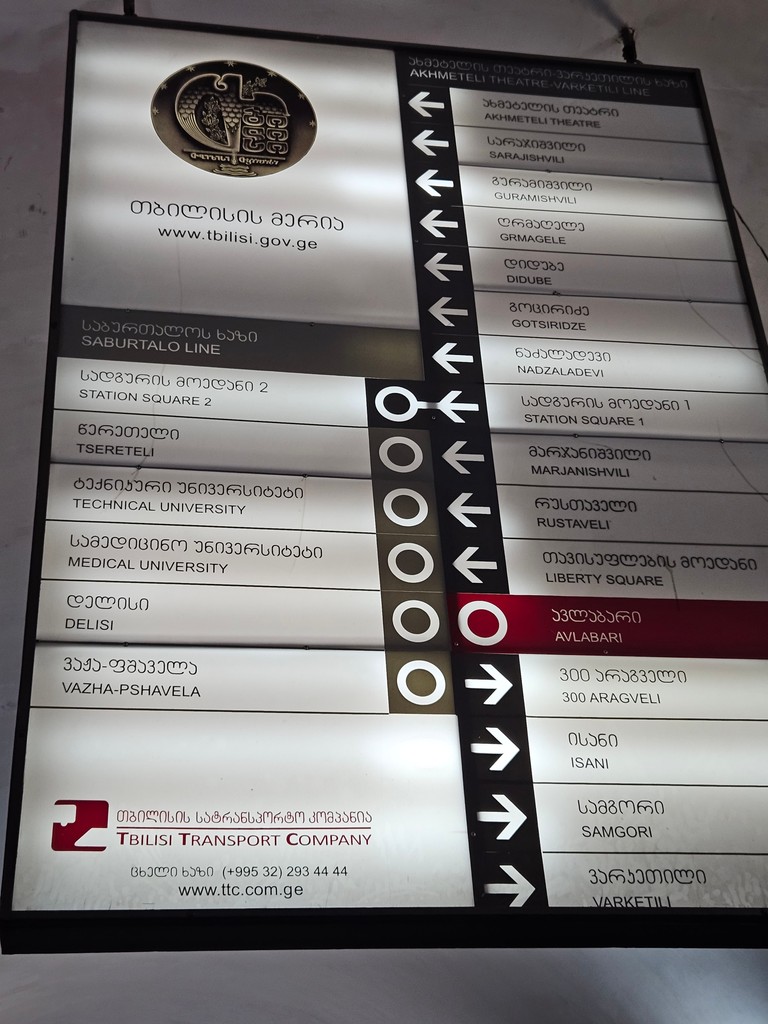 თბილისის მერია
www.tbilisi.gov.ge
საბურთალოს ხაზი
SABURTALO LINE
სადგურის მოედანი 2
STATION SQUARE 2
წერეთელი
TSERETELI
ტექნიკური უნივერსიტეტი
TECHNICAL UNIVERSITY
სამედიცინო უნივერსიტეტი
MEDICAL UNIVERSITY
დელისი
DELISI
ვაჟა-ფშაველა
VAZHA-PSHAVELA
თბილისის სატრანსპორტო კომპანია
TBILISI TRANSPORT COMPANY
ცხელი ხაზი (+995 32) 293 44 44
www.ttc.com.ge
ახმეტელის თეატრი-ვარკეთილის ხაზი
AKHMETELI THEATRE-VARKETILI LINE
ახმეტელის თეატრი
AKHMETELI THEATRE
სარაჯიშვილი
SARAJISHVILI
გურამიშვილი
GURAMISHVILI
ღრმაღელე
GRMAGELE
დიდუბე
DIDUBE
გოცირიძე
GOTSIRIDZE
ნაძალადევი
NADZALADEVI
სადგურის მოედანი 1
STATION SQUARE 1
მარჯანიშვილი
MARJANISHVILI
რუსთაველი
RUSTAVELI
თავისუფლების მოედანი
LIBERTY SQUARE
ავლაბარი
AVLABARI
300 არაგველი
300 ARAGVELI
ისანი
ISANI
სამგორი
SAMGORI
ვარკეთილი
VARKETILI